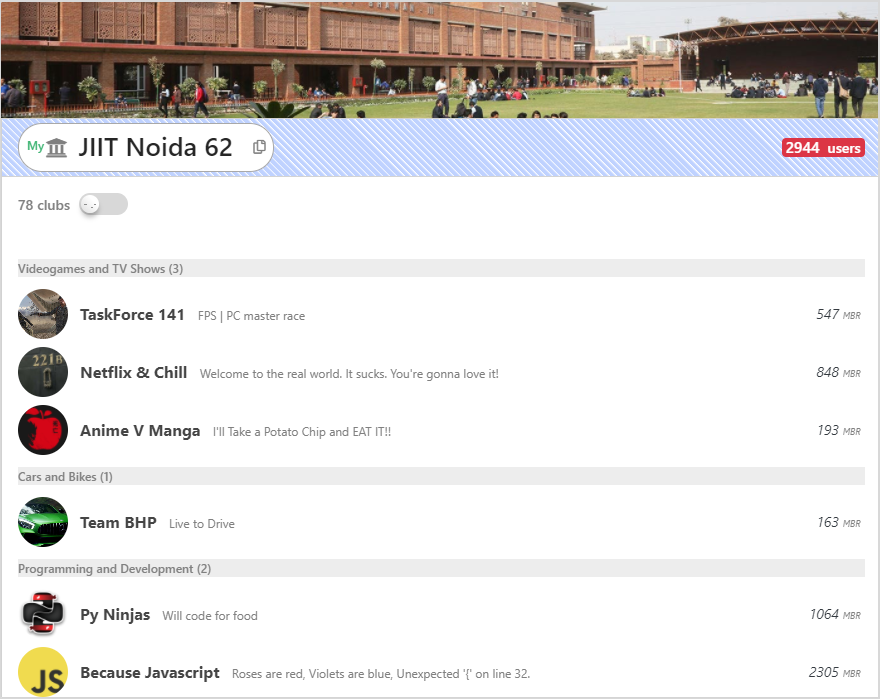 My JIIT Noida 62
2944 users
78 clubs
Videogames and TV Shows (3)
TaskForce 141 FPS | PC master race 547 MBR
221B
Netflix & Chill Welcome to the real world. It sucks. You're gonna love it! 848 MBR
Anime V Manga I'll Take a Potato Chip and EAT IT!! 193 MBR
Cars and Bikes (1)
Team BHP Live to Drive 163 MBR
Programming and Development (2)
Py Ninjas Will code for food 1064 MBR
JS
Because Javascript Roses are red, Violets are blue, Unexpected '{' on line 32. 2305 MBR